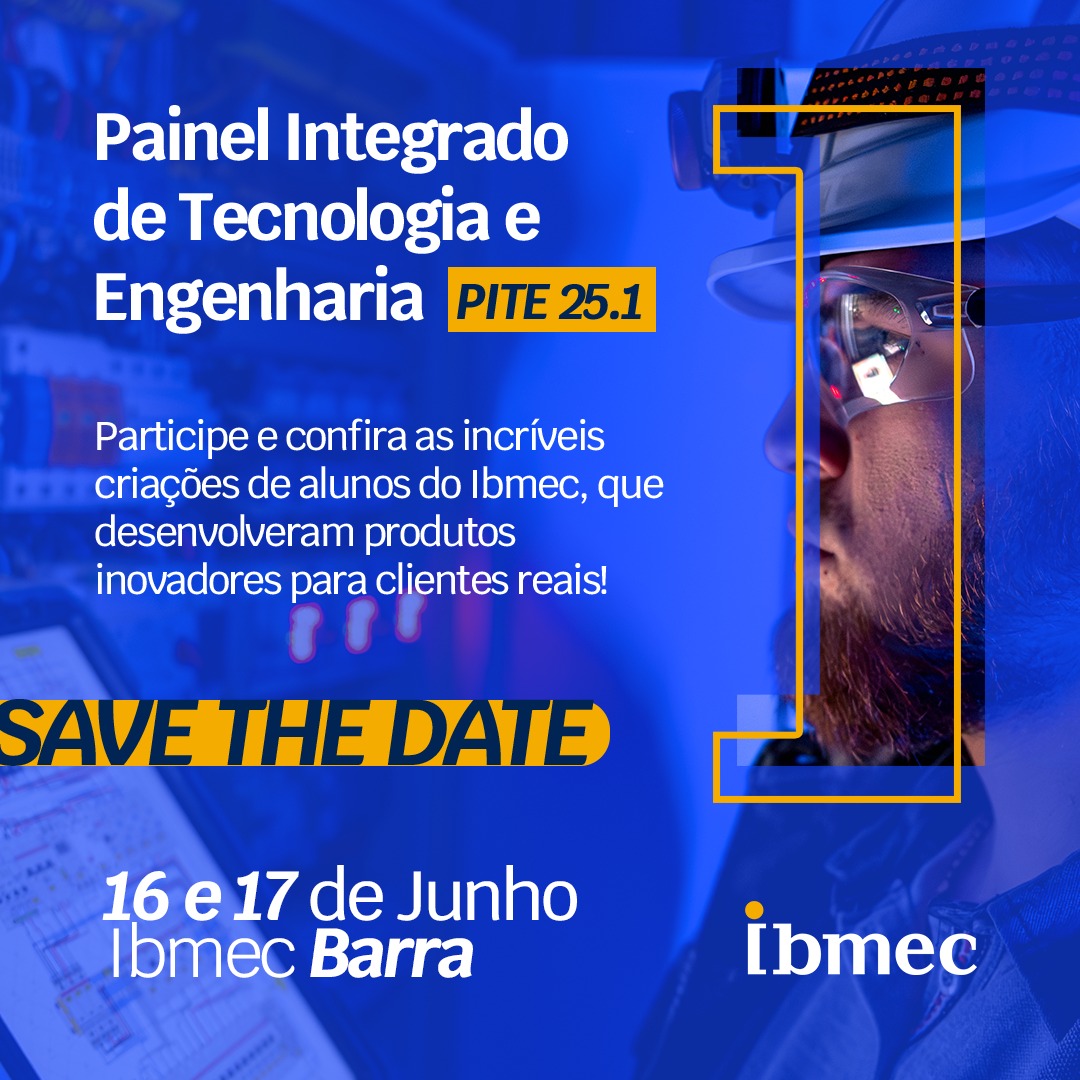 Painel Integrado
de Tecnologia e
Engenharia PITE 25.1
Participe e confira as incríveis
criações de alunos do Ibmec, que
desenvolveram produtos
inovadores para clientes reais!
SAVE THE DATE
16 e 17 de Junho
Ibmec Barra
ibmec